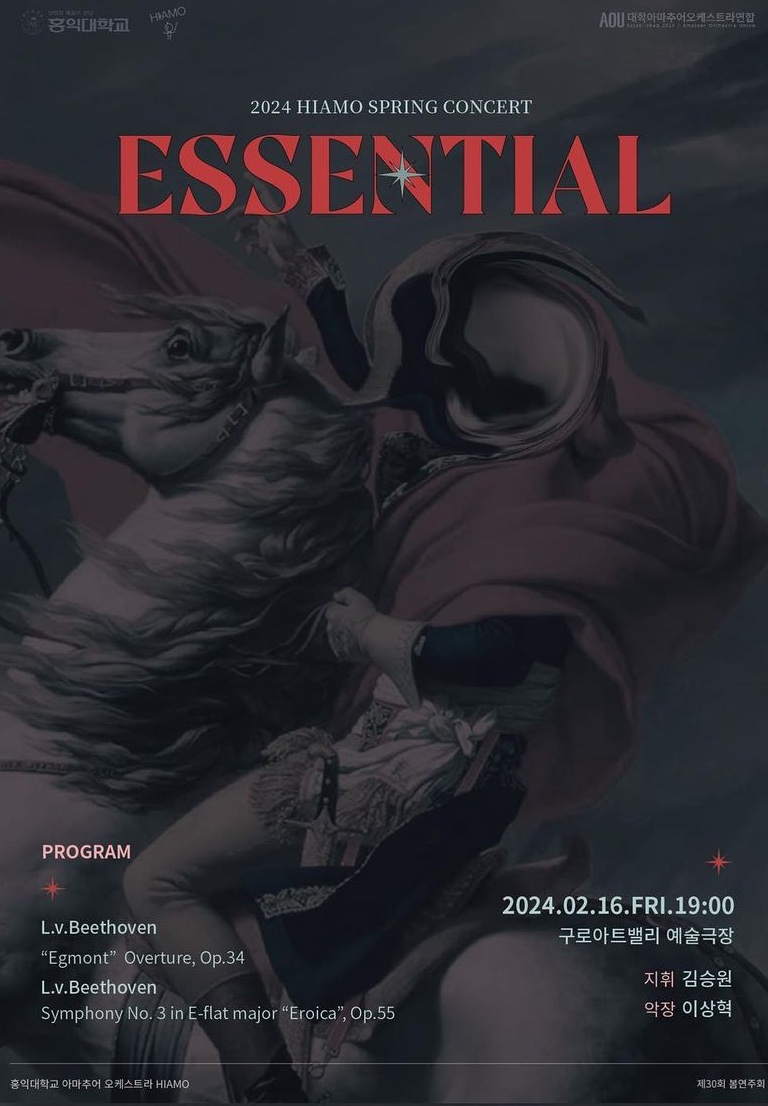 홍익대학교
HIAMO
AOU 대학아마추어오케스트라연합
2024 HIAMO SPRING CONCERT
ESSENTIAL
PROGRAM
L.v.Beethoven
“Egmont” Overture, Op.34
L.v.Beethoven
Symphony No. 3 in E-flat major “Eroica”, Op.55
2024.02.16.FRI.19:00
구로아트밸리 예술극장
지휘 김승원
악장 이상혁
홍익대학교 아마추어 오케스트라 HIAMO
제30회 봄연주회